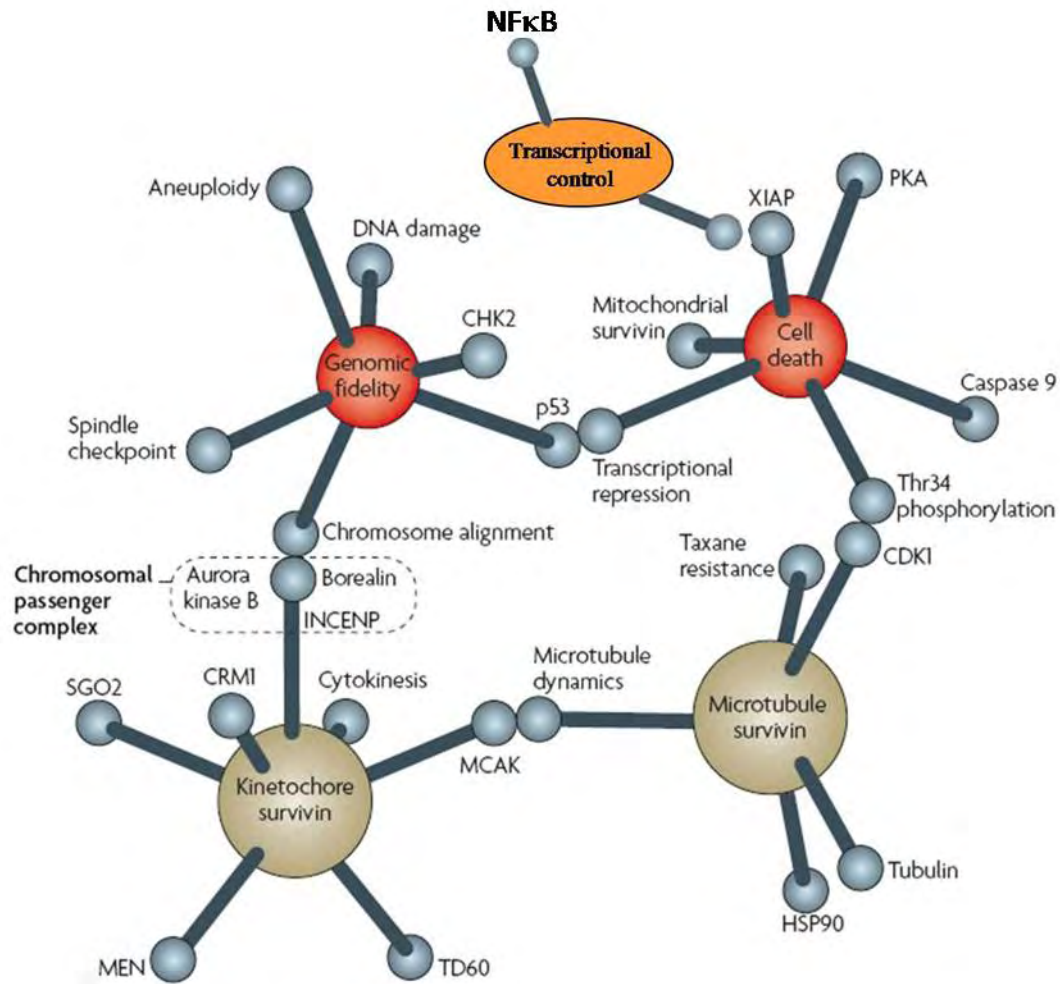 NFκB
Transcriptional
control
Aneuploidy
PKA
XIAP
DNA damage
Mitochondrial
survivin
CHK2
Cell
death
Genomic
fidelity
Caspase 9
p53
Spindle
checkpoint
Transcriptional
repression
Thr34
phosphorylation
Chromosome alignment
Taxane
resistance
CDK1
Chromosomal
passenger
complex
Aurora
kinase B
Borealin
INCENP
Microtubule
dynamics
SGO2
CRM1
Cytokinesis
Microtubule
survivin
MCAK
Kinetochore
survivin
Tubulin
HSP90
MEN
TD60